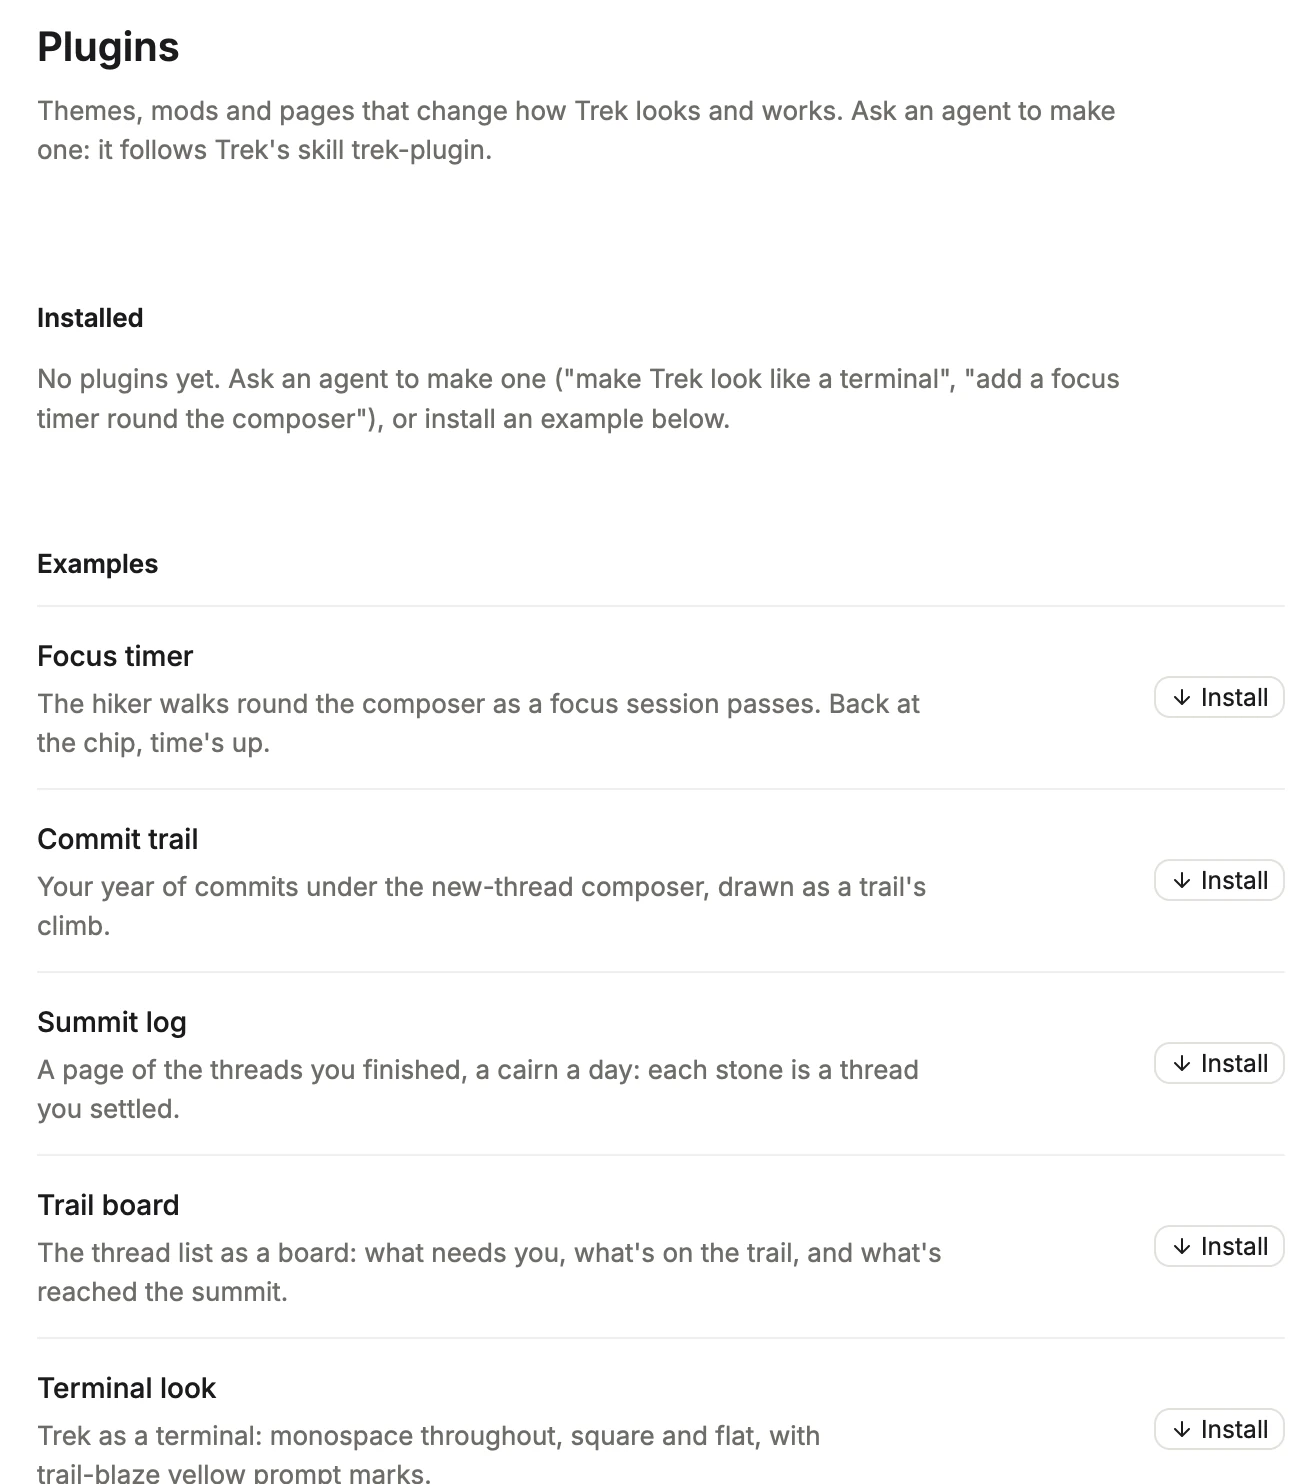 Plugins
Themes, mods and pages that change how Trek looks and works. Ask an agent to make
one: it follows Trek's skill trek-plugin.
Installed
No plugins yet. Ask an agent to make one ("make Trek look like a terminal", "add a focus
timer round the composer"), or install an example below.
Examples
Focus timer
The hiker walks round the composer as a focus session passes. Back at
the chip, time's up.
↓ Install
Commit trail
Your year of commits under the new-thread composer, drawn as a trail's
climb.
↓ Install
Summit log
A page of the threads you finished, a cairn a day: each stone is a thread
you settled.
↓ Install
Trail board
The thread list as a board: what needs you, what's on the trail, and what's
reached the summit.
↓ Install
Terminal look
Trek as a terminal: monospace throughout, square and flat, with
trail-blaze yellow prompt marks.
↓ Install